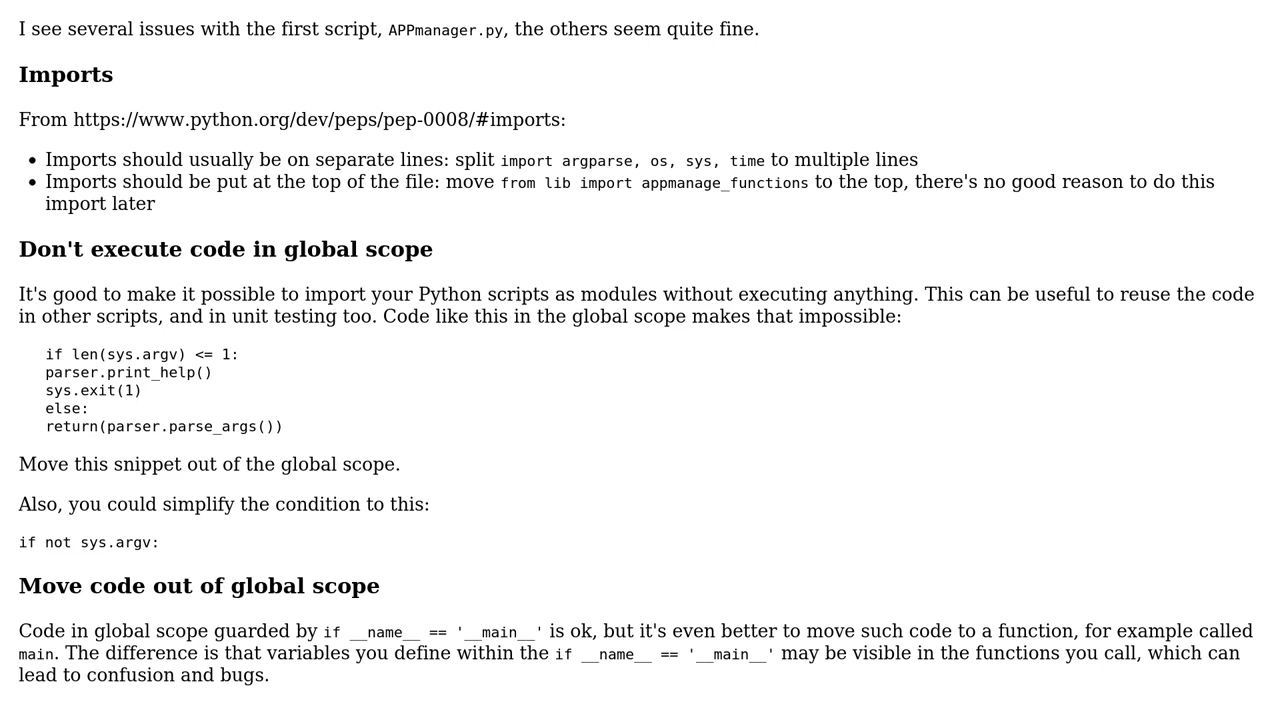 I see several issues with the first script, APPmanager.py, the others seem quite fine.
Imports
From https://www.python.org/dev/peps/pep-0008/#imports:
• Imports should usually be on separate lines: split import argparse, os, sys, time to multiple lines
• Imports should be put at the top of the file: move from lib import appmanage_functions to the top, there's no good reason to do this
import later
Don't execute code in global scope
It's good to make it possible to import your Python scripts as modules without executing anything. This can be useful to reuse the code
in other scripts, and in unit testing too. Code like this in the global scope makes that impossible:
if len(sys.argv) <= 1:
parser.print_help()
sys.exit(1)
else:
return(parser.parse_args())
Move this snippet out of the global scope.
Also, you could simplify the condition to this:
if not sys.argv:
Move code out of global scope
Code in global scope guarded by if __name__ == '__main__' is ok, but it's even better to move such code to a function, for example called
main. The difference is that variables you define within the if __name__ == '__main__' may be visible in the functions you call, which can
lead to confusion and bugs.